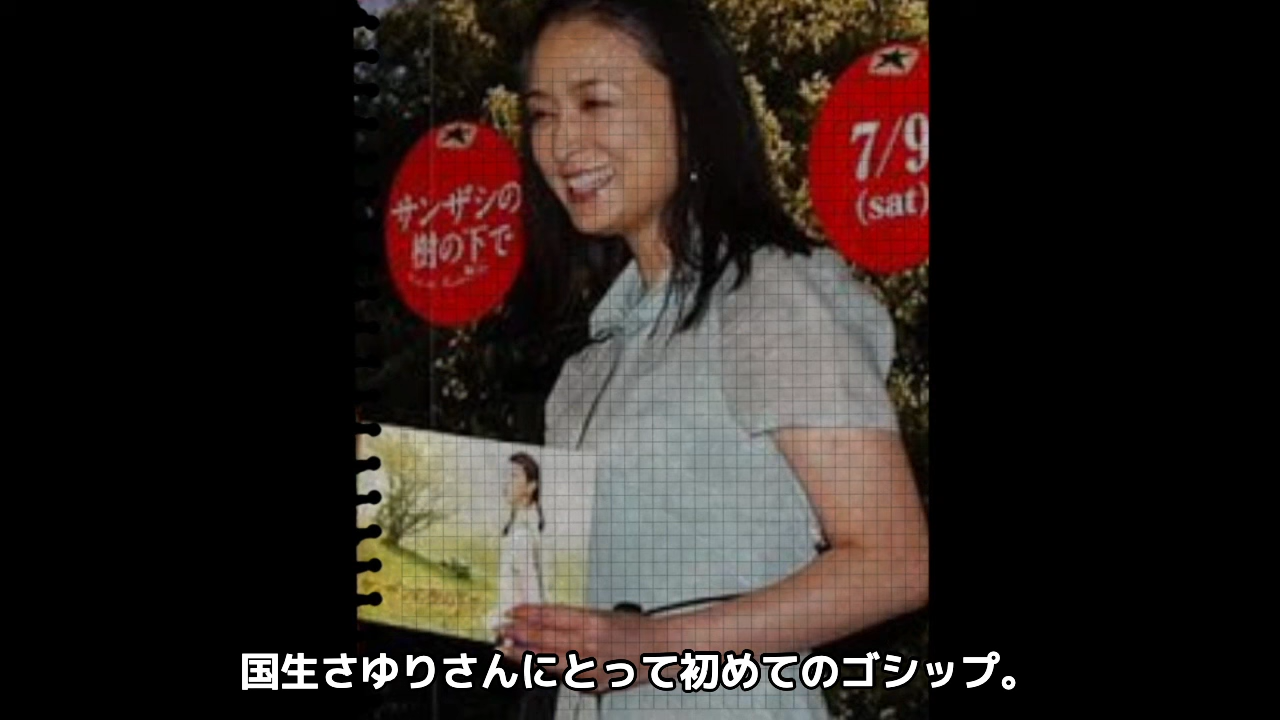 サンザシの
樹の下で
7/9
(sat)
国生さゆりさんにとって初めてのゴシップ。